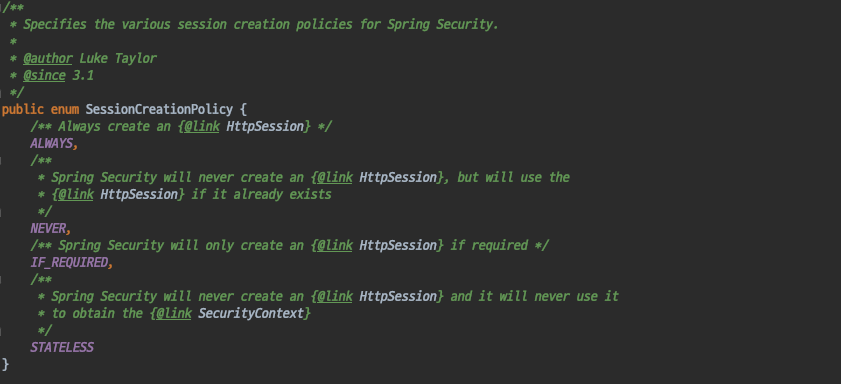 /**
 * Specifies the various session creation policies for Spring Security.
 *
 * @author Luke Taylor
 * @since 3.1
 */
public enum SessionCreationPolicy {
    /** Always create an {@link HttpSession} */
    ALWAYS,
    /**
     * Spring Security will never create an {@link HttpSession}, but will use the
     * {@link HttpSession} if it already exists
     */
    NEVER,
    /** Spring Security will only create an {@link HttpSession} if required */
    IF_REQUIRED,
    /**
     * Spring Security will never create an {@link HttpSession} and it will never use it
     * to obtain the {@link SecurityContext}
     */
    STATELESS
}